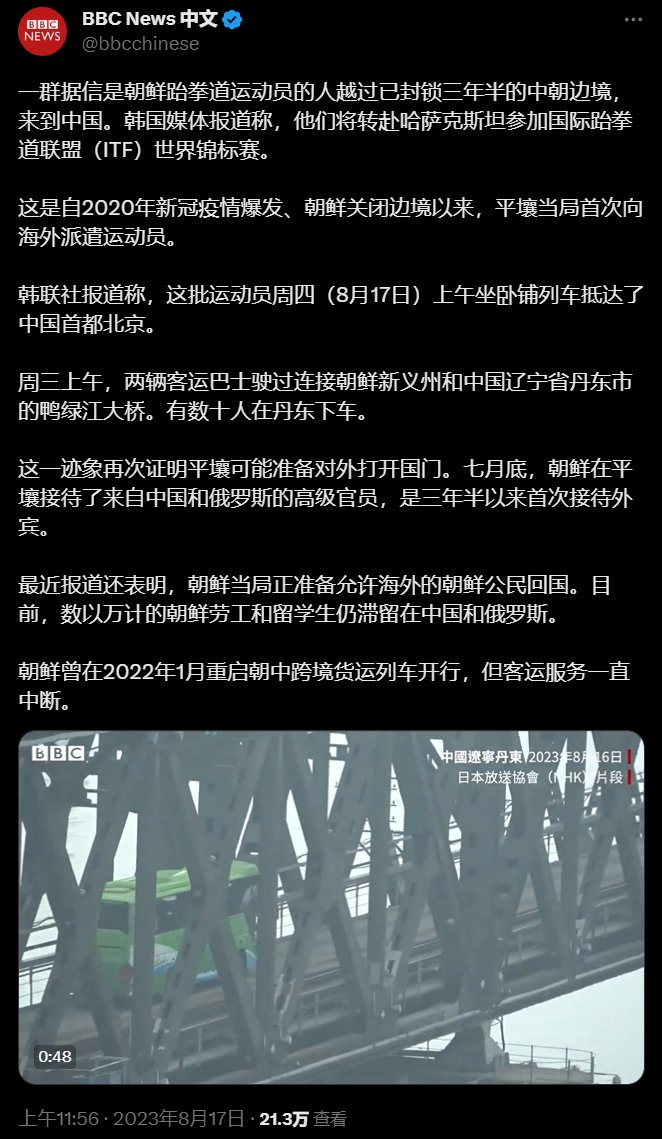 BBC NEWS
BBC News 中文
@bbcchinese
一群据信是朝鲜跆拳道运动员的人越过已封锁三年半的中朝边境，
来到中国。韩国媒体报道称，他们将转赴哈萨克斯坦参加国际跆拳
道联盟（ITF）世界锦标赛。
这是自2020年新冠疫情爆发、朝鲜关闭边境以来，平壤当局首次向
海外派遣运动员。
韩联社报道称，这批运动员周四（8月17日）上午坐卧铺列车抵达了
中国首都北京。
周三上午，两辆客运巴士驶过连接朝鲜新义州和中国辽宁省丹东市
的鸭绿江大桥。有数十人在丹东下车。
这一迹象再次证明平壤可能准备对外打开国门。七月底，朝鲜在平
壤接待了来自中国和俄罗斯的高级官员，是三年半以来首次接待外
宾。
最近报道还表明，朝鲜当局正准备允许海外的朝鲜公民回国。目
前，数以万计的朝鲜劳工和留学生仍滞留在中国和俄罗斯。
朝鲜曾在2022年1月重启朝中跨境货运列车开行，但客运服务一直
中断。
BBC
中國遼寧丹東 2023年8月16日
日本放送協會（NHK）片段
0:48
上午11:56 · 2023年8月17日 · 21.3万 查看